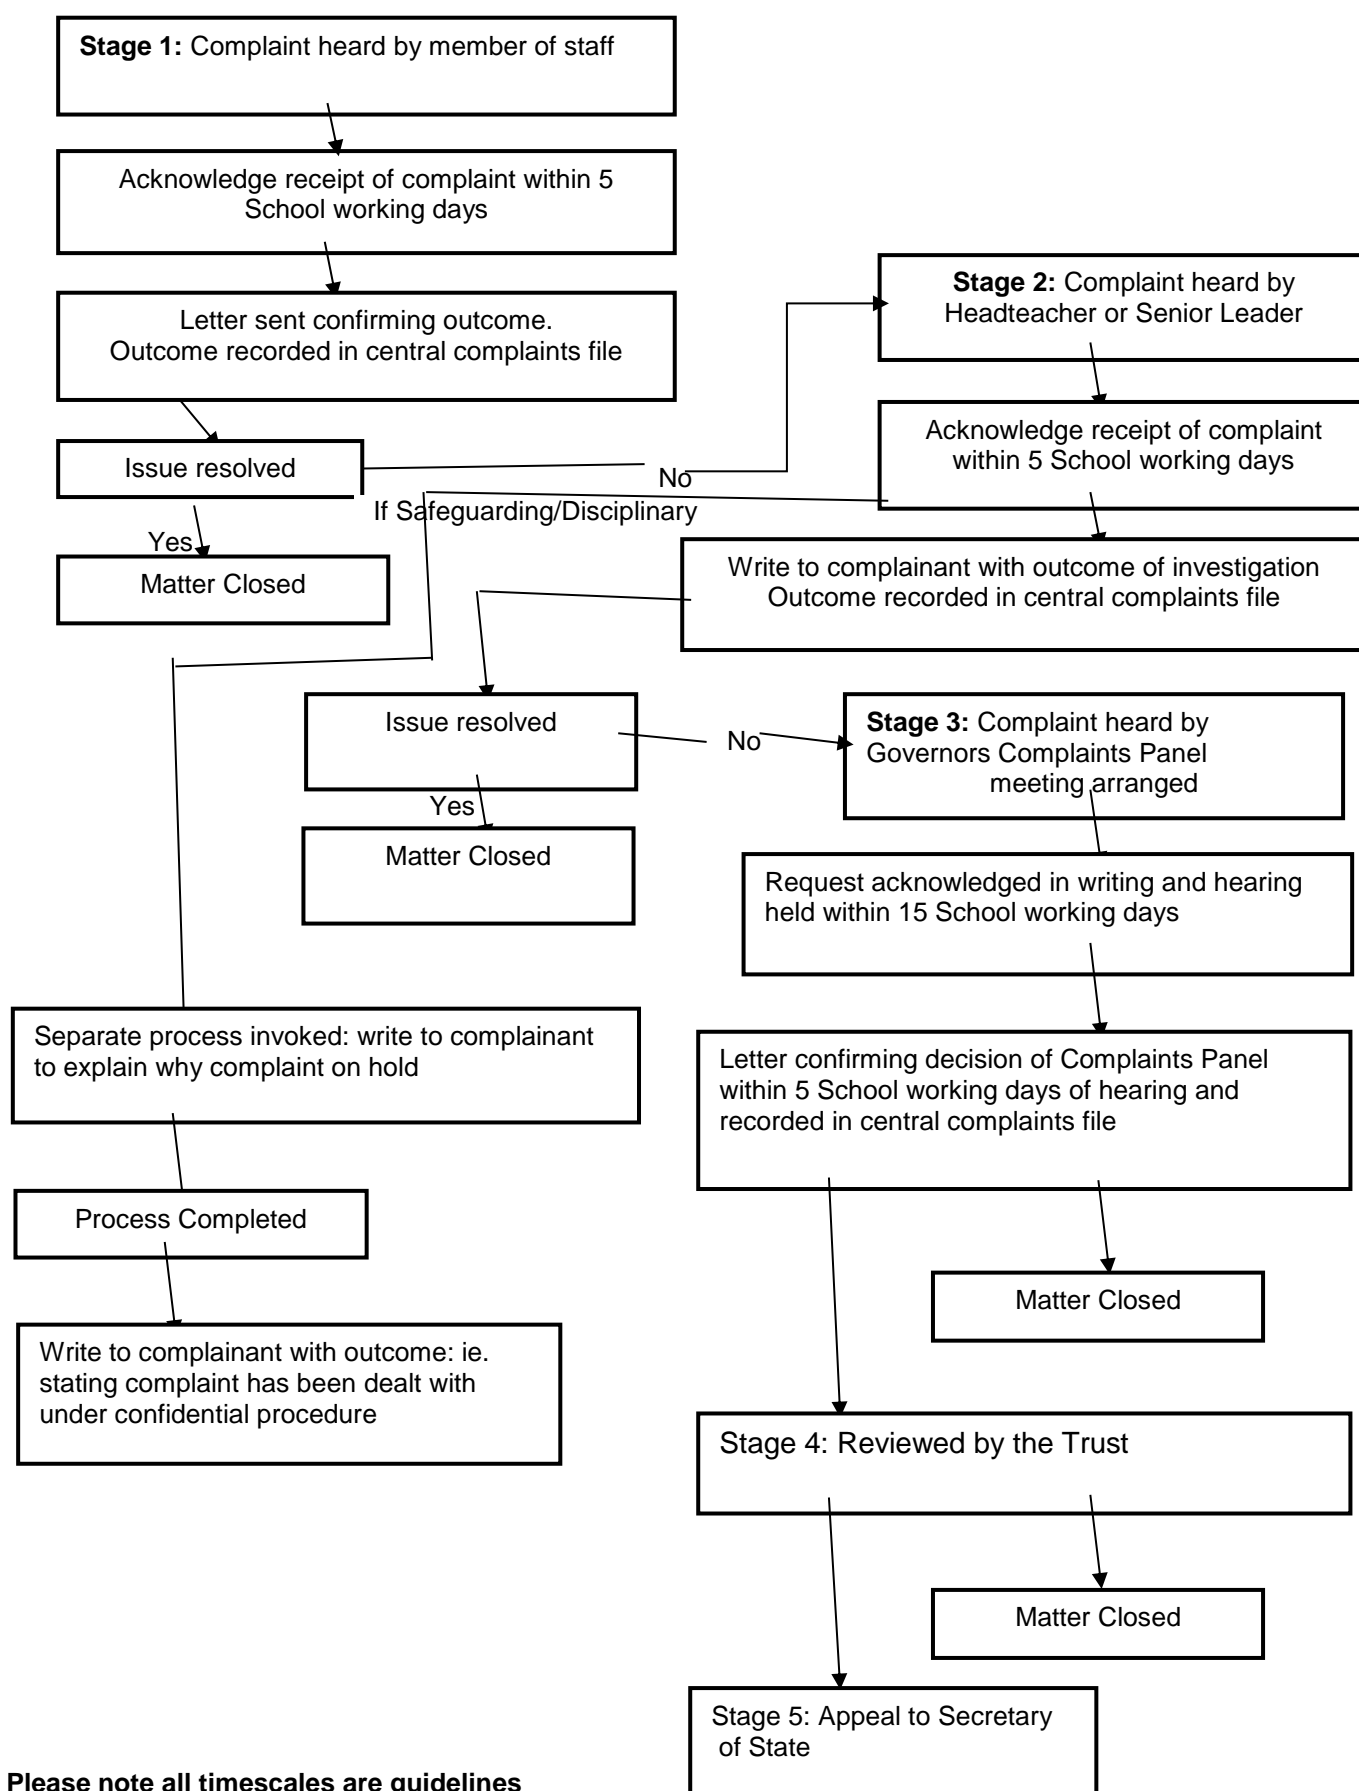 Stage 1: Complaint heard by member of staff
Acknowledge receipt of complaint within 5
School working days
Letter sent confirming outcome.
Outcome recorded in central complaints file
Issue resolved
No
Yes
Matter Closed
If Safeguarding/Disciplinary
Stage 2: Complaint heard by
Headteacher or Senior Leader
Acknowledge receipt of complaint
within 5 School working days
Write to complainant with outcome of investigation
Outcome recorded in central complaints file
Issue resolved
No
Yes
Matter Closed
Stage 3: Complaint heard by
Governors Complaints Panel
meeting arranged
Request acknowledged in writing and hearing
held within 15 School working days
Letter confirming decision of Complaints Panel
within 5 School working days of hearing and
recorded in central complaints file
Matter Closed
Separate process invoked: write to complainant
to explain why complaint on hold
Process Completed
Write to complainant with outcome: ie.
stating complaint has been dealt with
under confidential procedure
Stage 4: Reviewed by the Trust
Matter Closed
Stage 5: Appeal to Secretary
of State
Please note all timescales are guidelines